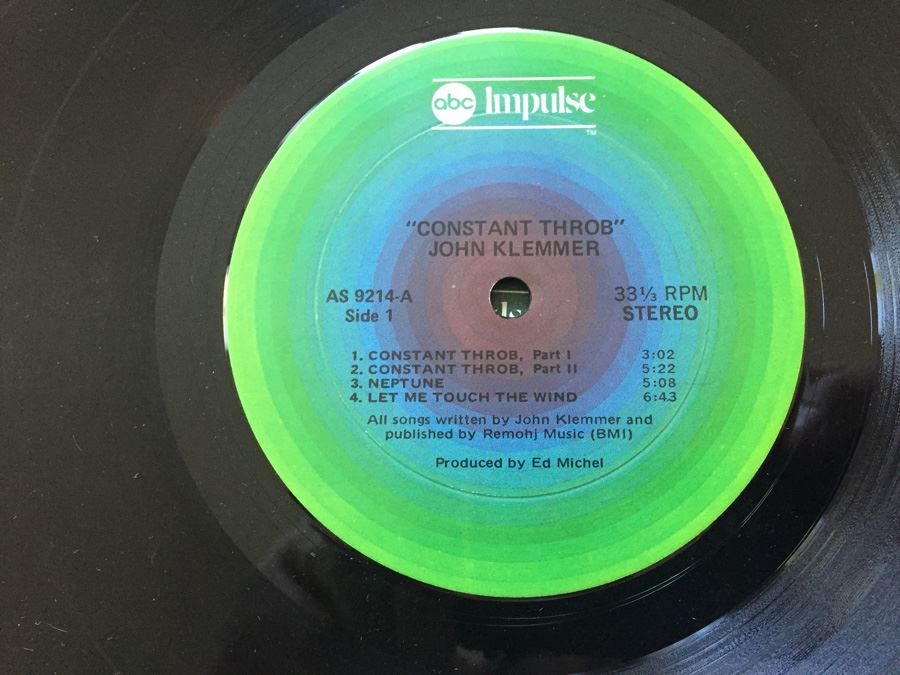 abc Impulse
TM
"CONSTANT THROB"
JOHN KLEMMER
AS 9214-A
Side 1
33⅓ RPM
STEREO
1. CONSTANT THROB, Part I 3:02
2. CONSTANT THROB, Part II 5:22
3. NEPTUNE 5:08
4. LET ME TOUCH THE WIND 6:43
All songs written by John Klemmer and
published by Remohj Music (BMI)
Produced by Ed Michel